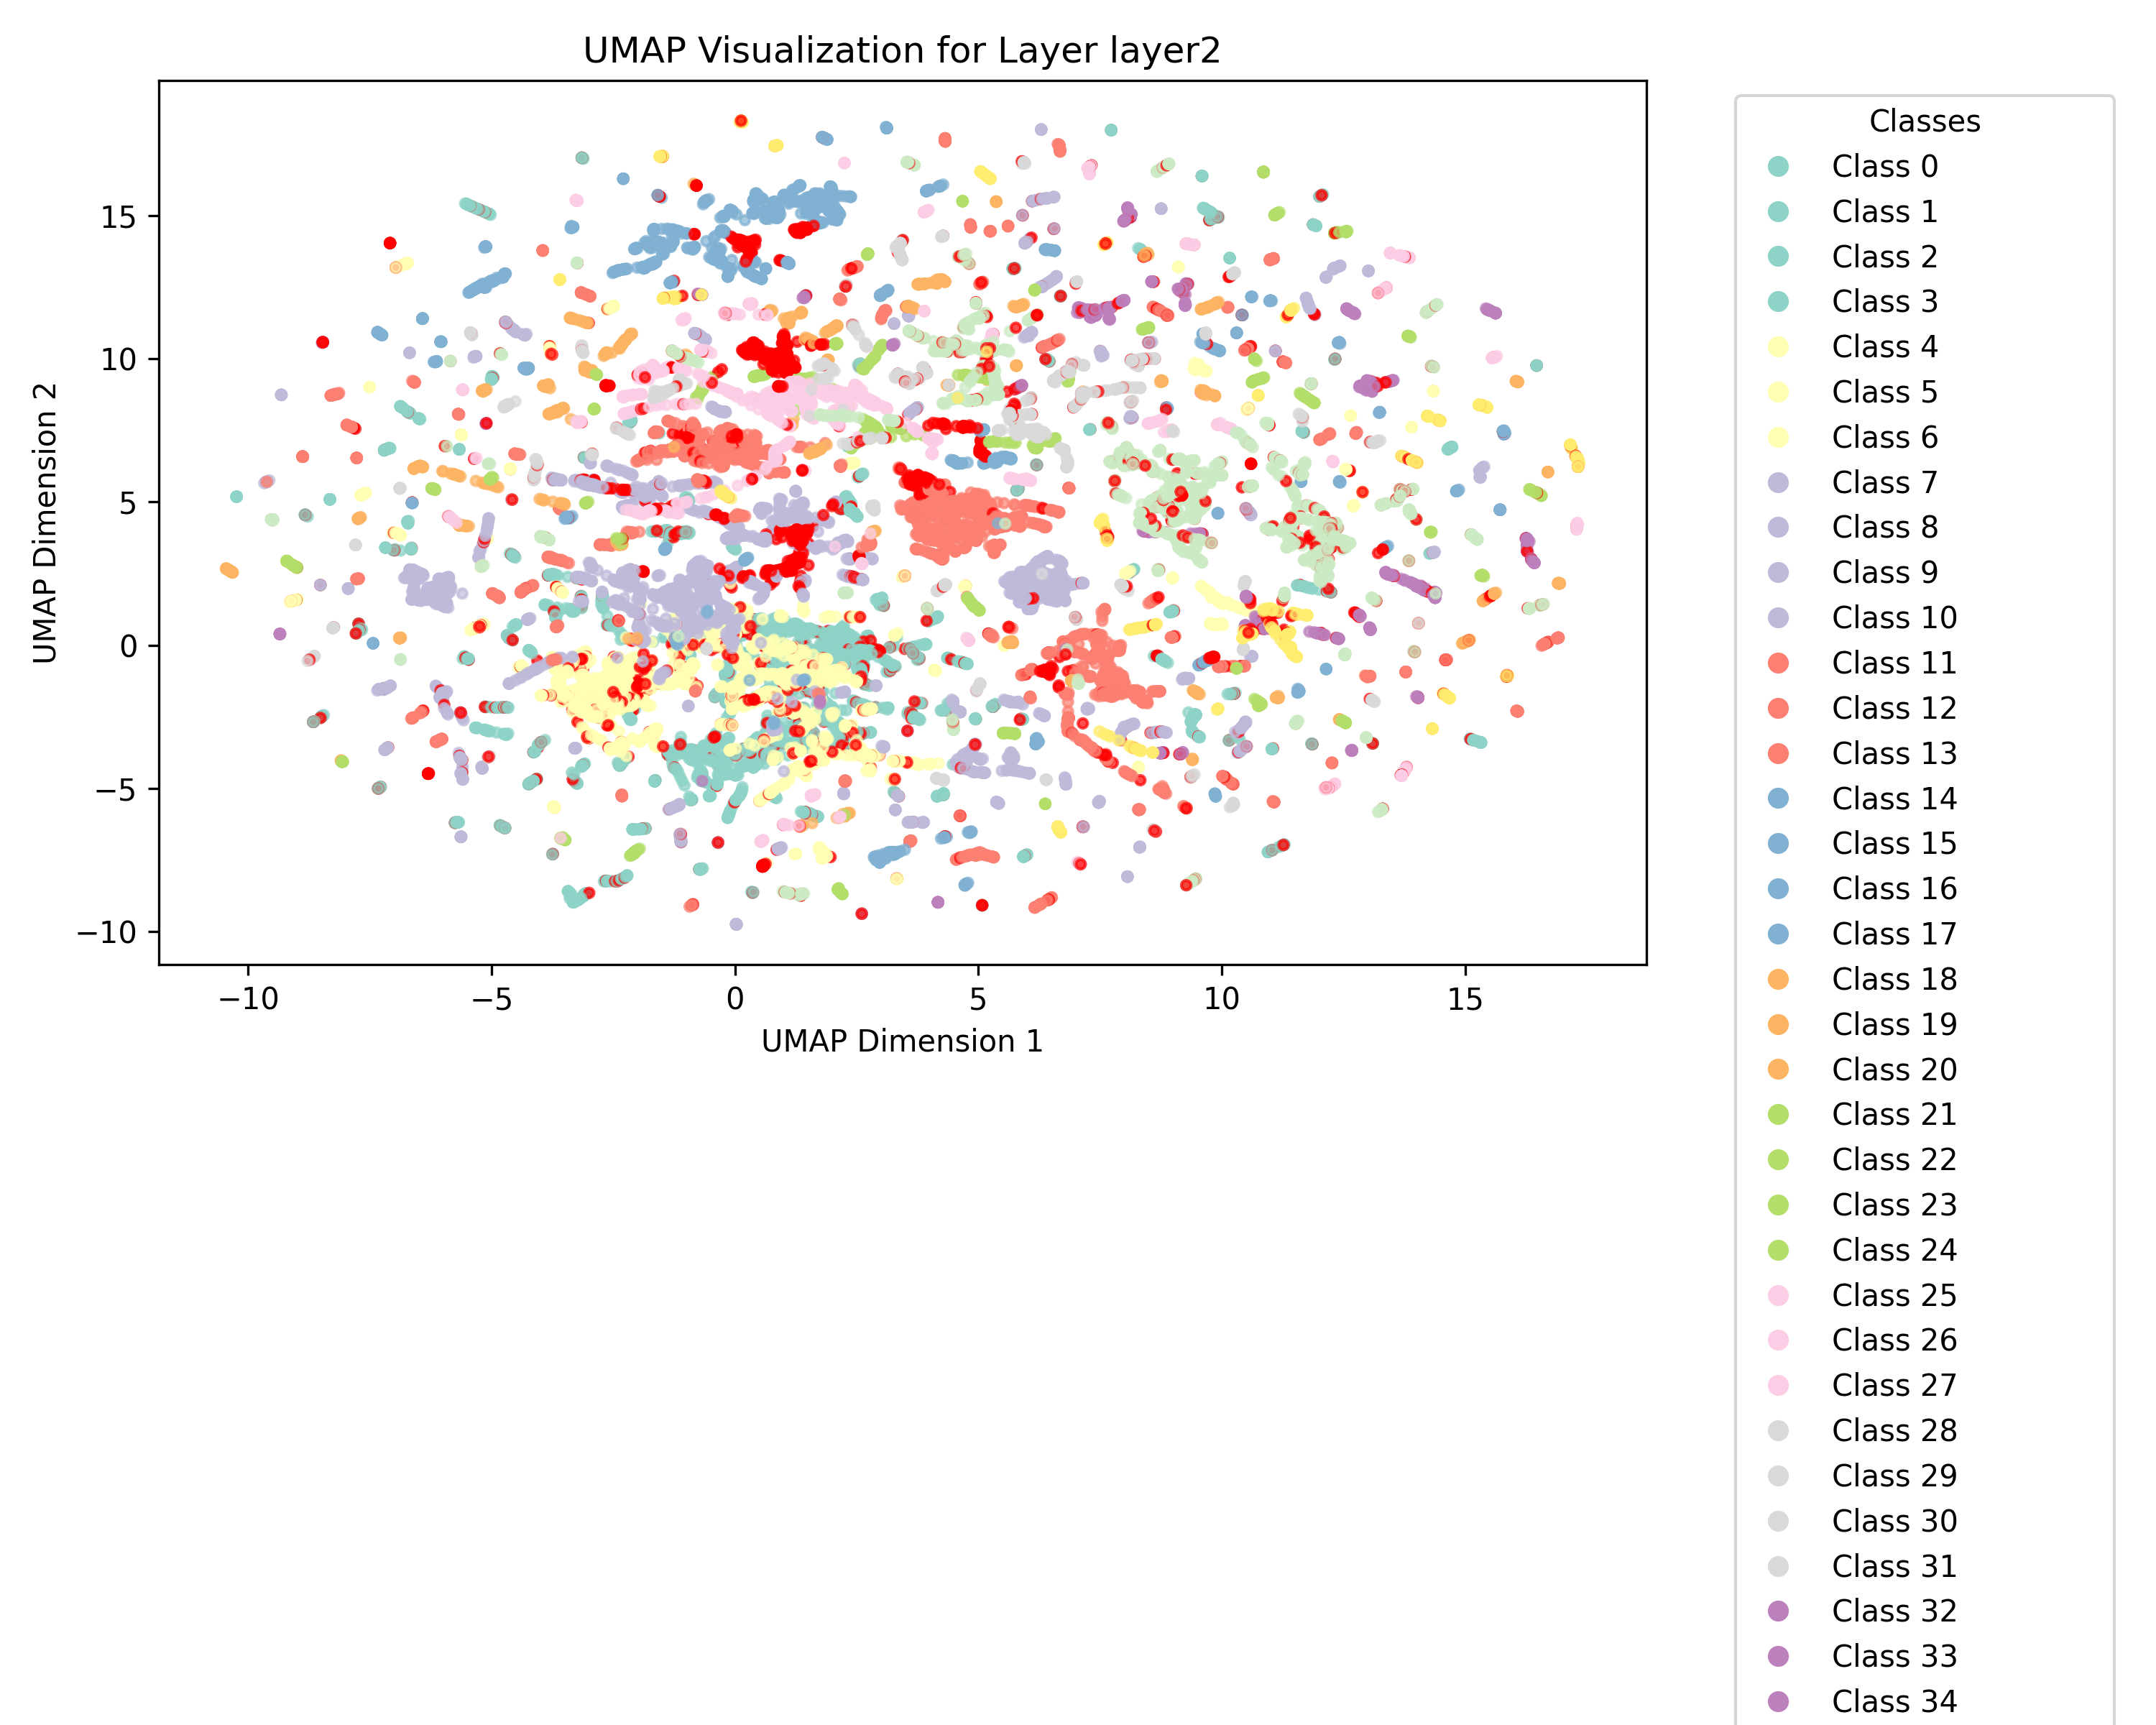 UMAP Visualization for Layer layer2
15
10
5
0
−5
−10
UMAP Dimension 2
−10 −5 0 5 10 15
UMAP Dimension 1
Classes
Class 0
Class 1
Class 2
Class 3
Class 4
Class 5
Class 6
Class 7
Class 8
Class 9
Class 10
Class 11
Class 12
Class 13
Class 14
Class 15
Class 16
Class 17
Class 18
Class 19
Class 20
Class 21
Class 22
Class 23
Class 24
Class 25
Class 26
Class 27
Class 28
Class 29
Class 30
Class 31
Class 32
Class 33
Class 34